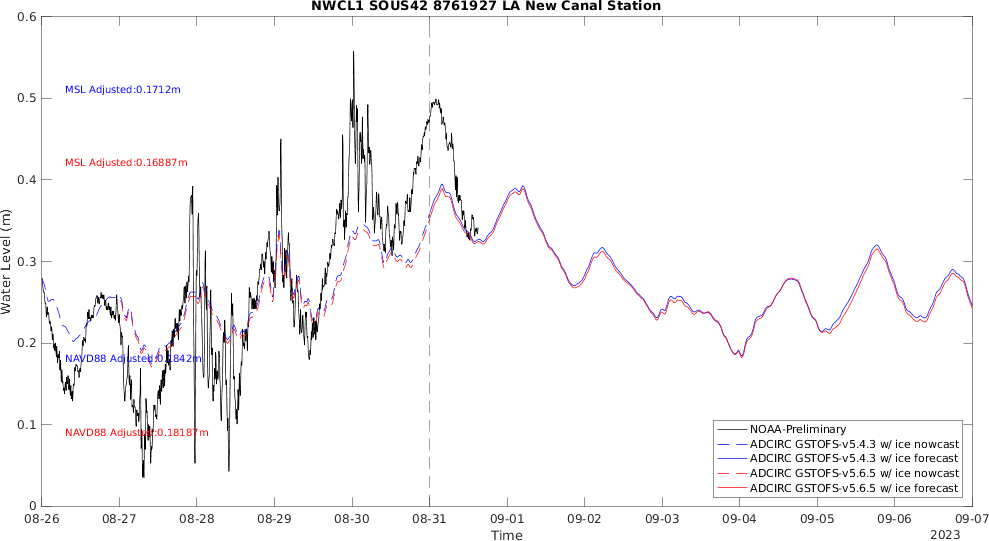 NWCL1 SOUS42 8761927 LA New Canal Station
Water Level (m)
0.6
0.5
0.4
0.3
0.2
0.1
0
MSL Adjusted:0.1712m
MSL Adjusted:0.16887m
NAVD88 Adjusted:0.1842m
NAVD88 Adjusted:0.18187m
NOAA-Preliminary
ADCIRC GSTOFS-v5.4.3 w/ ice nowcast
ADCIRC GSTOFS-v5.4.3 w/ ice forecast
ADCIRC GSTOFS-v5.6.5 w/ ice nowcast
ADCIRC GSTOFS-v5.6.5 w/ ice forecast
08-26 08-27 08-28 08-29 08-30 08-31 09-01 09-02 09-03 09-04 09-05 09-06 09-07
Time
2023